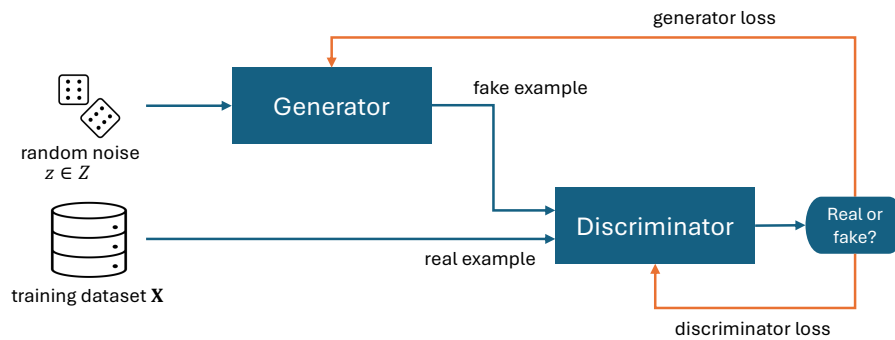 generator loss
fake example
Generator
random noise
z ∈ Z
Real or
fake?
Discriminator
real example
training dataset X
discriminator loss